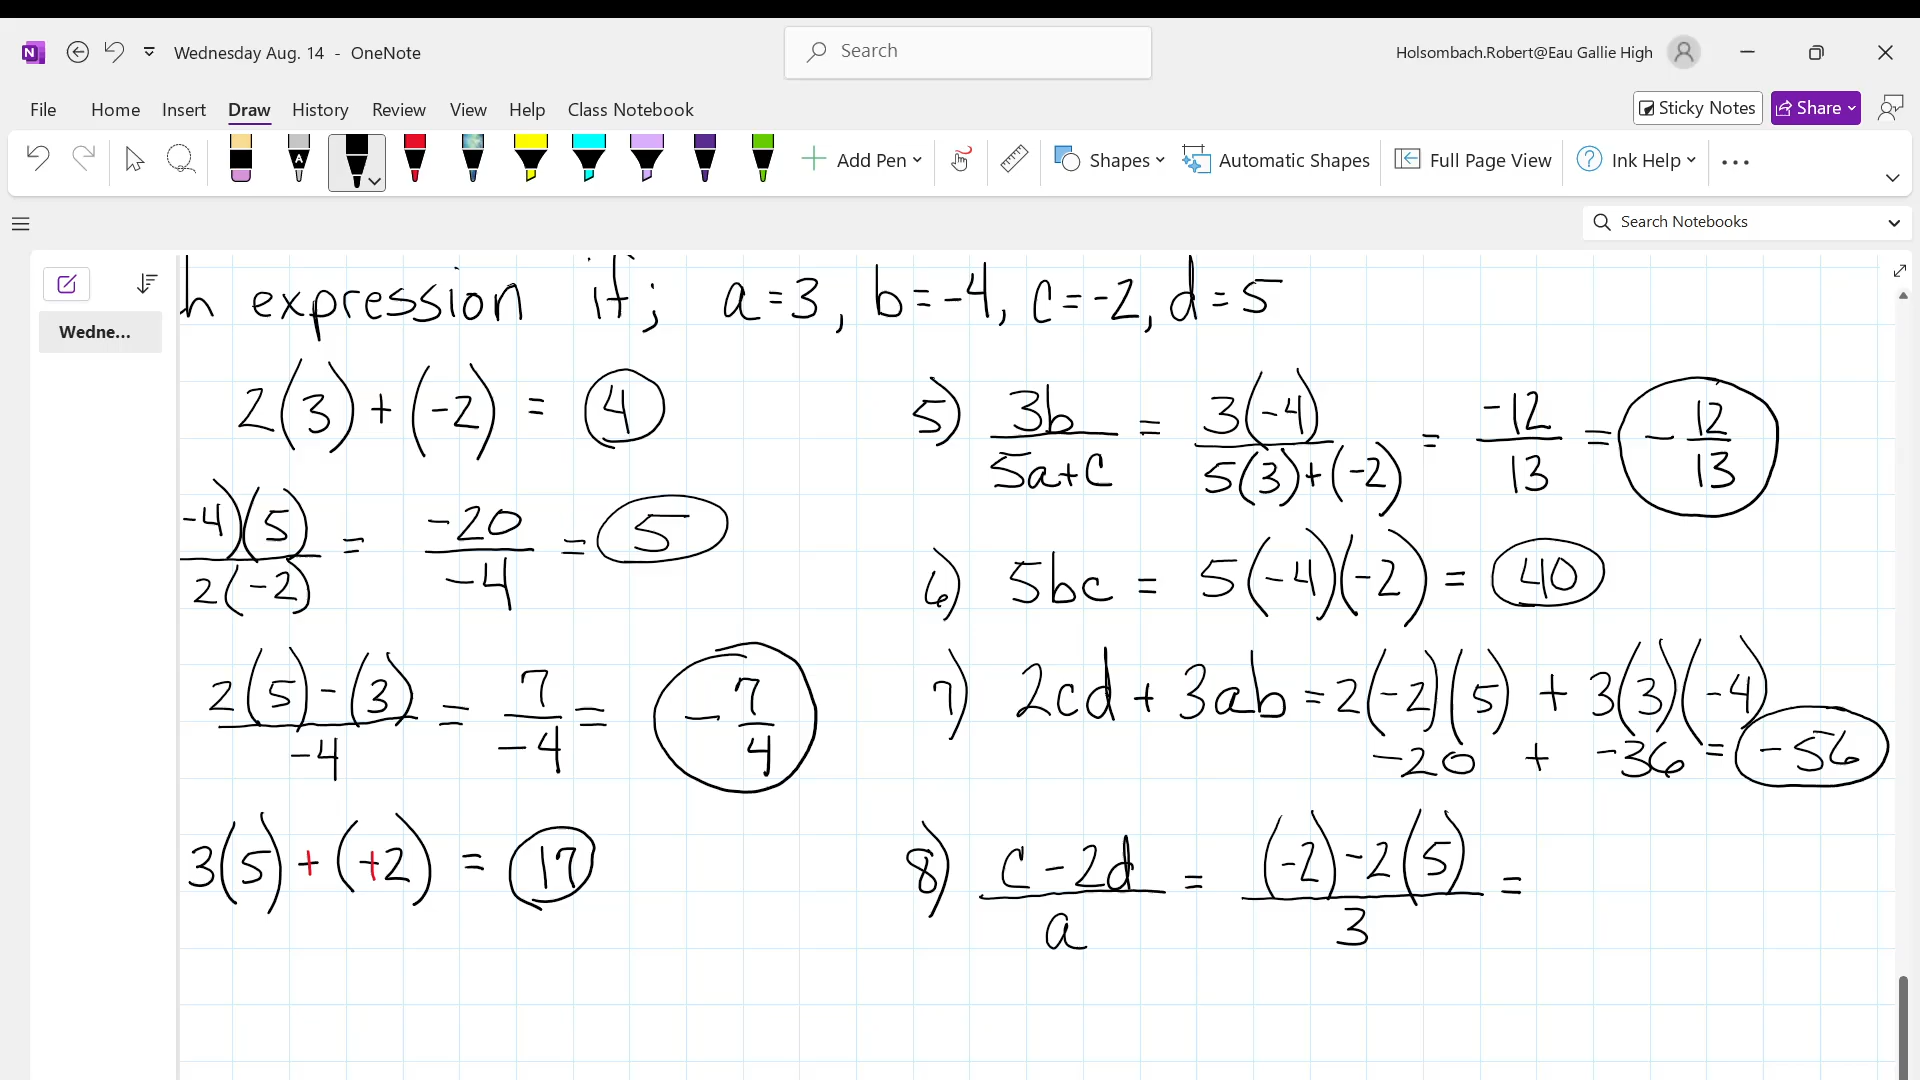 Wednesday Aug. 14 - OneNote
Search
Holsombach.Robert@Eau Gallie High
File Home Insert Draw History Review View Help Class Notebook
Sticky Notes
Share
A
Add Pen
Shapes
Automatic Shapes
Full Page View
Ink Help
Search Notebooks
Wedne...
h expression if; a=3, b=-4, c=-2, d=5
2(3) + (-2) = 4
-4)(5) / 2(-2) = -20 / -4 = 5
2(5)-(3) / -4 = 7 / -4 = - 7/4
3(5) + (+2) = 17
5) 3b / 5a+c = 3(-4) / 5(3)+(-2) = -12 / 13 = - 12/13
6) 5bc = 5(-4)(-2) = 40
7) 2cd + 3ab = 2(-2)(5) + 3(3)(-4)
-20 + -36 = -56
8) c-2d / a = (-2)-2(5) / 3 =